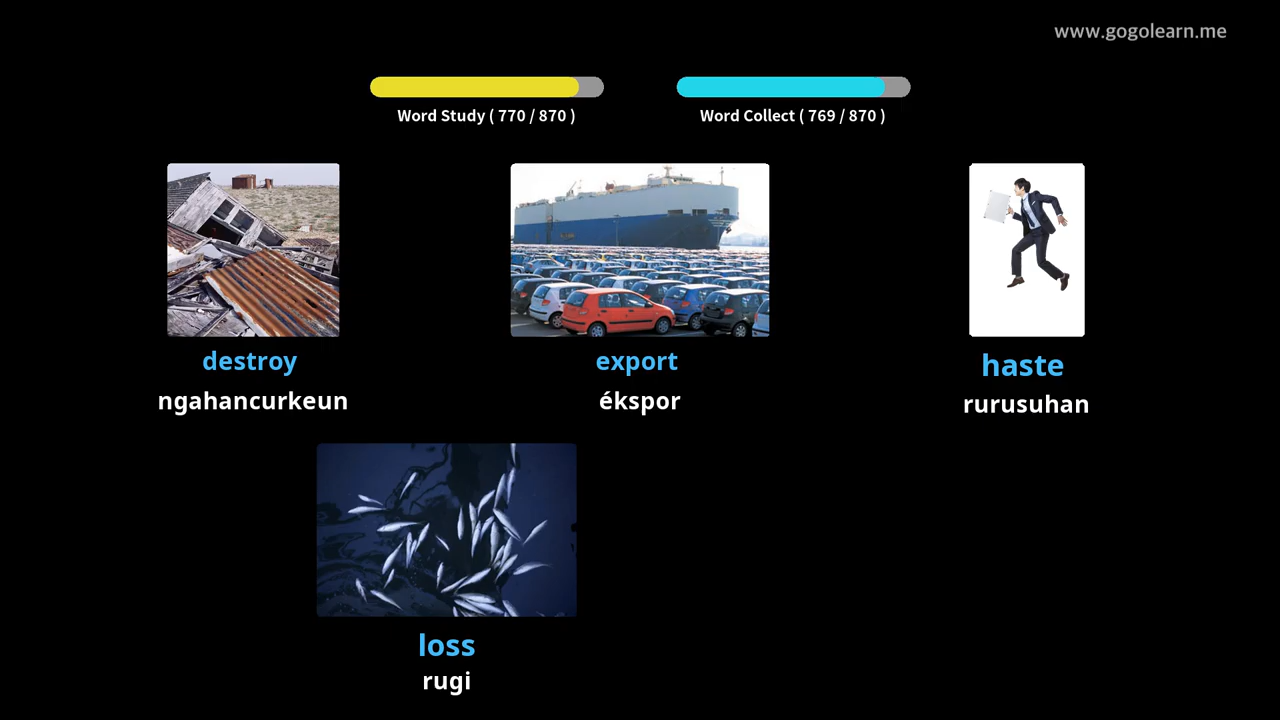 www.gogolearn.me
Word Study ( 770 / 870 )
Word Collect ( 769 / 870 )
destroy
ngahancurkeun
export
ékspor
haste
rurusuhan
loss
rugi